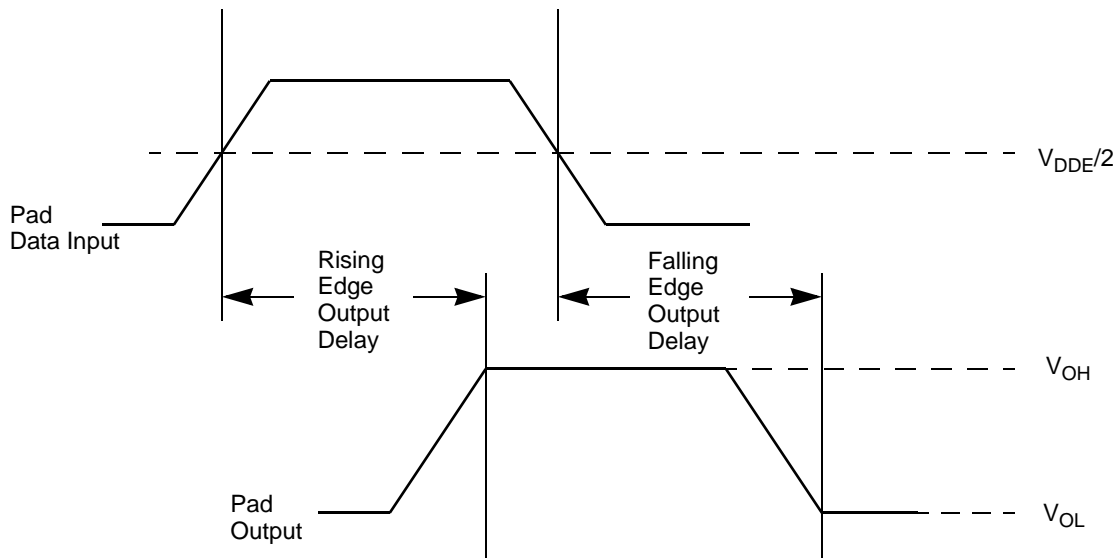 V_DDE/2
Pad
Data Input
Rising
Edge
Output
Delay
Falling
Edge
Output
Delay
V_OH
Pad
Output
V_OL